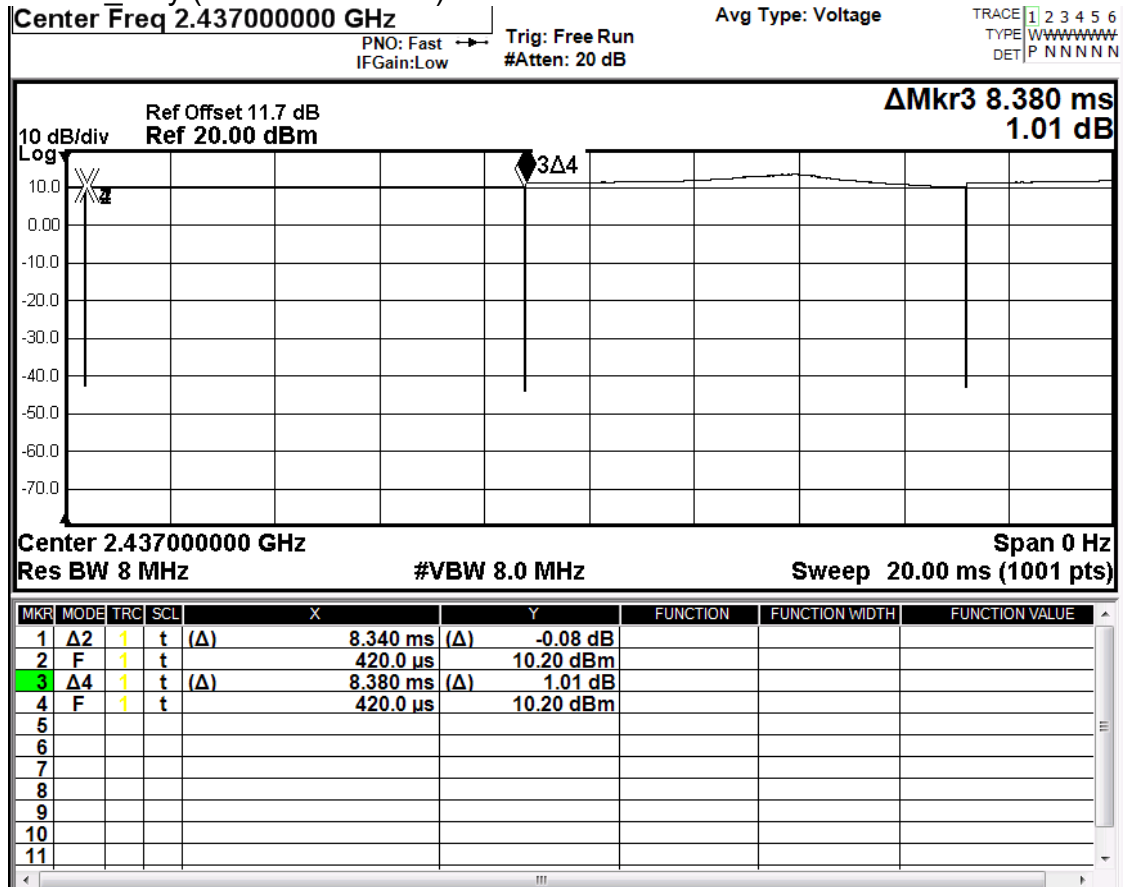 Center Freq 2.437000000 GHz
Avg Type: Voltage
TRACE 1 2 3 4 5 6
PNO: Fast
Trig: Free Run
TYPE WWWWWW
IFGain:Low
#Atten: 20 dB
DET P N N N N N
ΔMkr3 8.380 ms
Ref Offset 11.7 dB
1.01 dB
10 dB/div
Ref 20.00 dBm
Log
3Δ4
10.0
0.00
-10.0
-20.0
-30.0
-40.0
-50.0
-60.0
-70.0
Center 2.437000000 GHz
Span 0 Hz
Res BW 8 MHz
#VBW 8.0 MHz
Sweep 20.00 ms (1001 pts)
MKR MODE TRC SCL X Y FUNCTION FUNCTION WIDTH FUNCTION VALUE
1 Δ2 1 t (Δ) 8.340 ms (Δ) -0.08 dB
2 F 1 t 420.0 µs 10.20 dBm
3 Δ4 1 t (Δ) 8.380 ms (Δ) 1.01 dB
4 F 1 t 420.0 µs 10.20 dBm
5
6
7
8
9
10
11